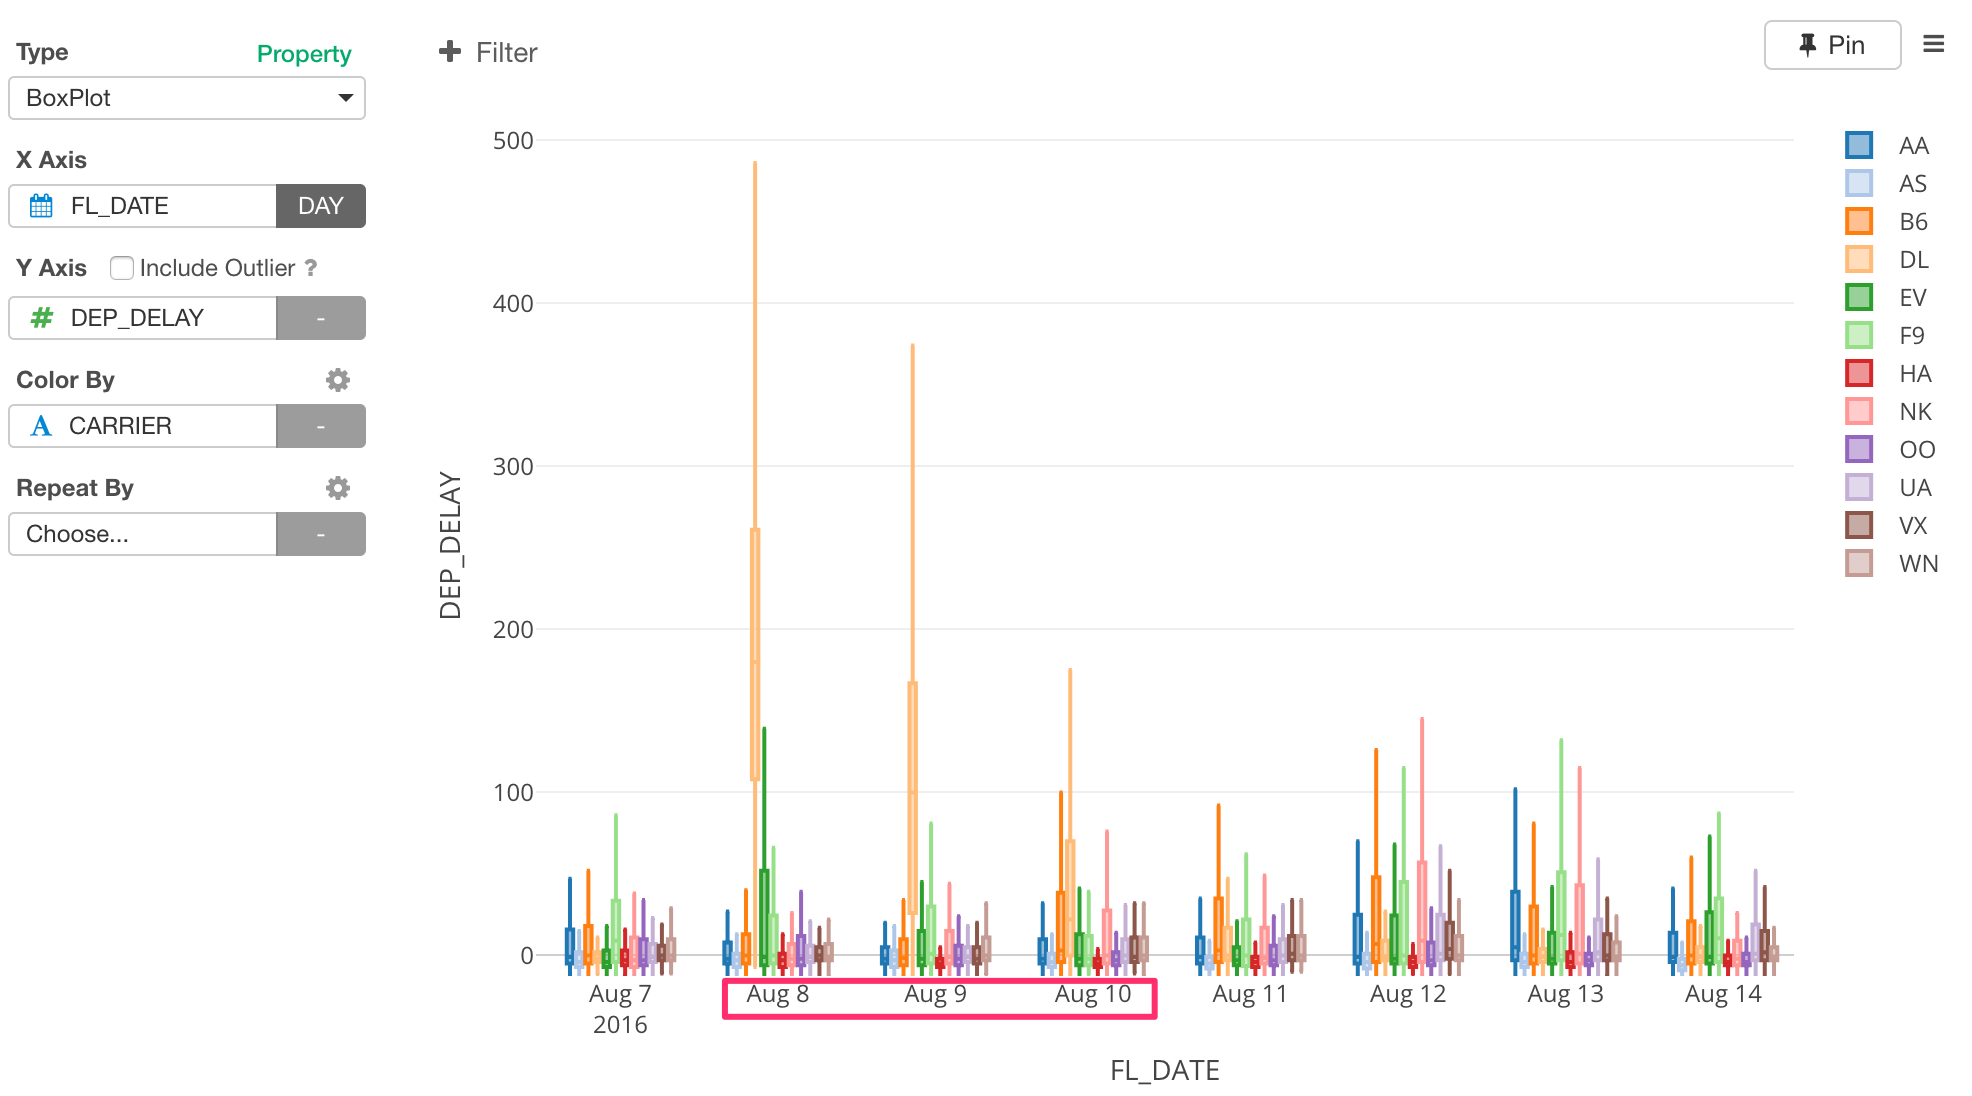 Type Property
BoxPlot
X Axis
FL_DATE DAY
Y Axis Include Outlier ?
# DEP_DELAY -
Color By
A CARRIER -
Repeat By
Choose... -
+ Filter
Pin
500
400
300
200
100
0
DEP_DELAY
Aug 7 Aug 8 Aug 9 Aug 10 Aug 11 Aug 12 Aug 13 Aug 14
2016
FL_DATE
AA
AS
B6
DL
EV
F9
HA
NK
OO
UA
VX
WN